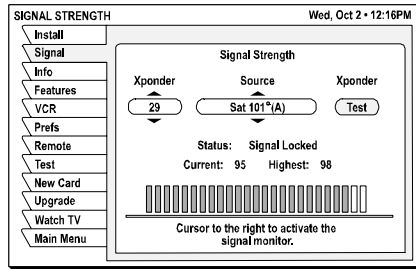 SIGNAL STRENGTH Wed, Oct 2 • 12:16PM
Install
Signal
Info
Features
VCR
Prefs
Remote
Test
New Card
Upgrade
Watch TV
Main Menu
Signal Strength
Xponder Source Xponder
29 Sat 101°(A) Test
Status: Signal Locked
Current: 95 Highest: 98
Cursor to the right to activate the
signal monitor.